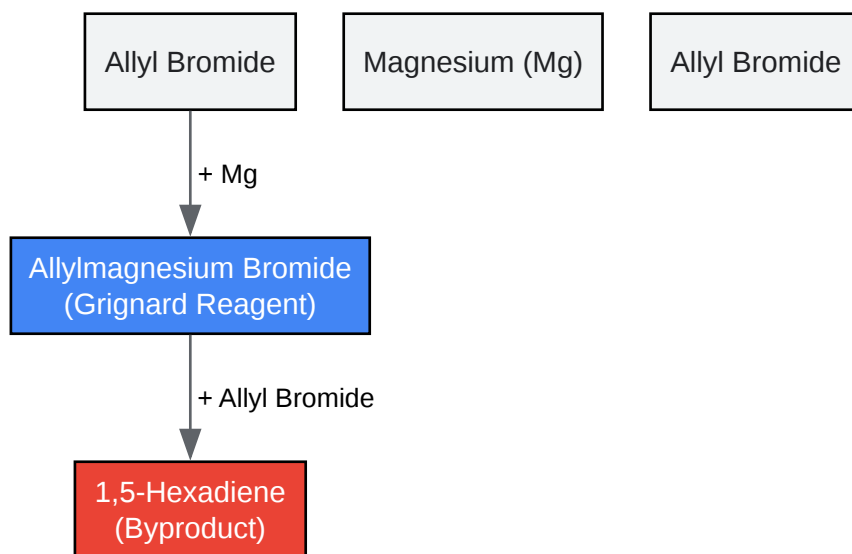 Allyl Bromide
Magnesium (Mg)
Allyl Bromide
+ Mg
Allylmagnesium Bromide
(Grignard Reagent)
+ Allyl Bromide
1,5-Hexadiene
(Byproduct)